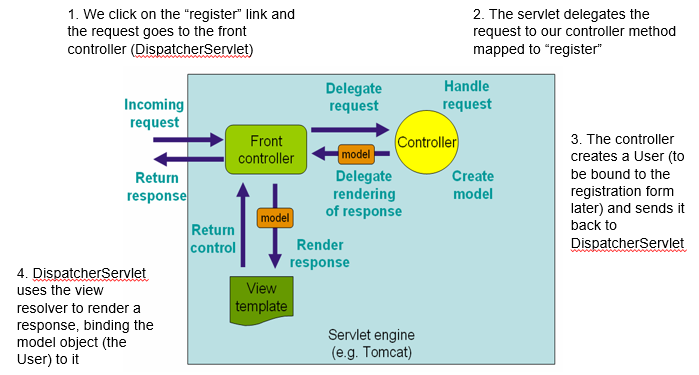 1. We click on the “register” link and
the request goes to the front
controller (DispatcherServlet)
2. The servlet delegates the
request to our controller method
mapped to “register”
Incoming
request
Return
response
Front
controller
Delegate
request
Handle
request
Controller
model
Delegate
rendering
of response
Create
model
3. The controller
creates a User (to
be bound to the
registration form
later) and sends it
back to
DispatcherServlet
Return
control
model
Render
response
4. DispatcherServlet
uses the view
resolver to render a
response, binding the
model object (the
User) to it
View
template
Servlet engine
(e.g. Tomcat)